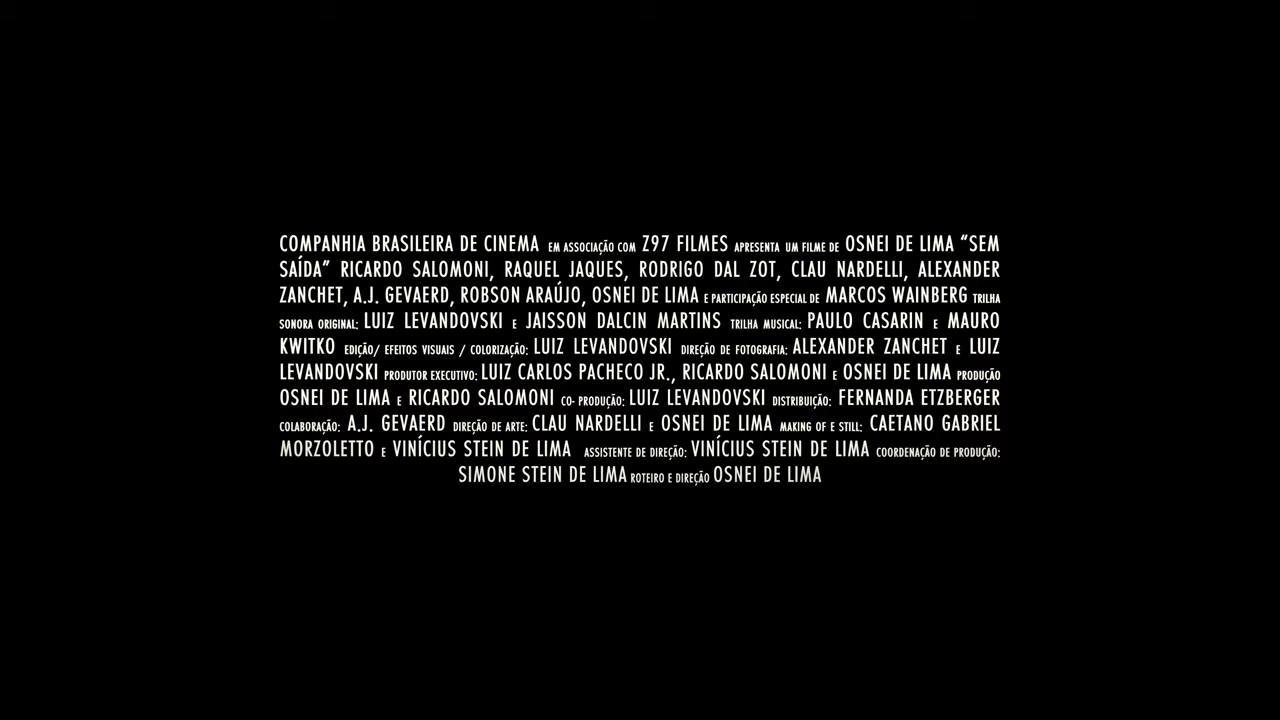 COMPANHIA BRASILEIRA DE CINEMA EM ASSOCIAÇÃO COM Z97 FILMES APRESENTA UM FILME DE OSNEI DE LIMA “SEM
SAÍDA” RICARDO SALOMONI, RAQUEL JAQUES, RODRIGO DAL ZOT, CLAU NARDELLI, ALEXANDER
ZANCHET, A.J. GEVAERD, ROBSON ARAÚJO, OSNEI DE LIMA E PARTICIPAÇÃO ESPECIAL DE MARCOS WAINBERG TRILHA
SONORA ORIGINAL: LUIZ LEVANDOVSKI E JAISSON DALCIN MARTINS TRILHA MUSICAL: PAULO CASARIN E MAURO
KWITKO EDIÇÃO/ EFEITOS VISUAIS / COLORIZAÇÃO: LUIZ LEVANDOVSKI DIREÇÃO DE FOTOGRAFIA: ALEXANDER ZANCHET E LUIZ
LEVANDOVSKI PRODUTOR EXECUTIVO: LUIZ CARLOS PACHECO JR., RICARDO SALOMONI E OSNEI DE LIMA PRODUÇÃO
OSNEI DE LIMA E RICARDO SALOMONI CO- PRODUÇÃO: LUIZ LEVANDOVSKI DISTRIBUIÇÃO: FERNANDA ETZBERGER
COLABORAÇÃO: A.J. GEVAERD DIREÇÃO DE ARTE: CLAU NARDELLI E OSNEI DE LIMA MAKING OF E STILL: CAETANO GABRIEL
MORZOLETTO E VINÍCIUS STEIN DE LIMA ASSISTENTE DE DIREÇÃO: VINÍCIUS STEIN DE LIMA COORDENAÇÃO DE PRODUÇÃO:
SIMONE STEIN DE LIMA ROTEIRO E DIREÇÃO OSNEI DE LIMA